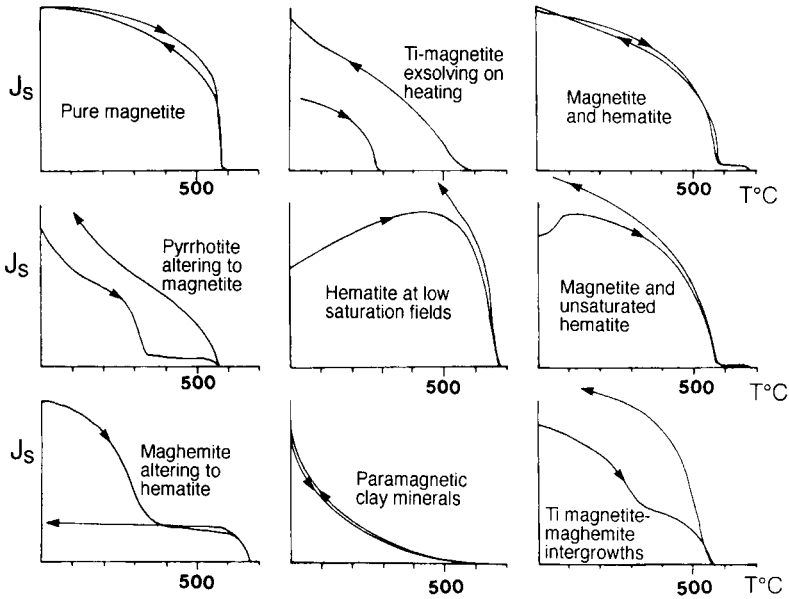 Js
Pure magnetite
500
Ti-magnetite
exsolving on
heating
Magnetite
and hematite
500
T°C
Js
Pyrrhotite
altering to
magnetite
500
Hematite at low
saturation fields
500
Magnetite and
unsaturated
hematite
500
T°C
Js
Maghemite
altering to
hematite
500
Paramagnetic
clay minerals
500
Ti magnetite-
maghemite
intergrowths
500
T°C